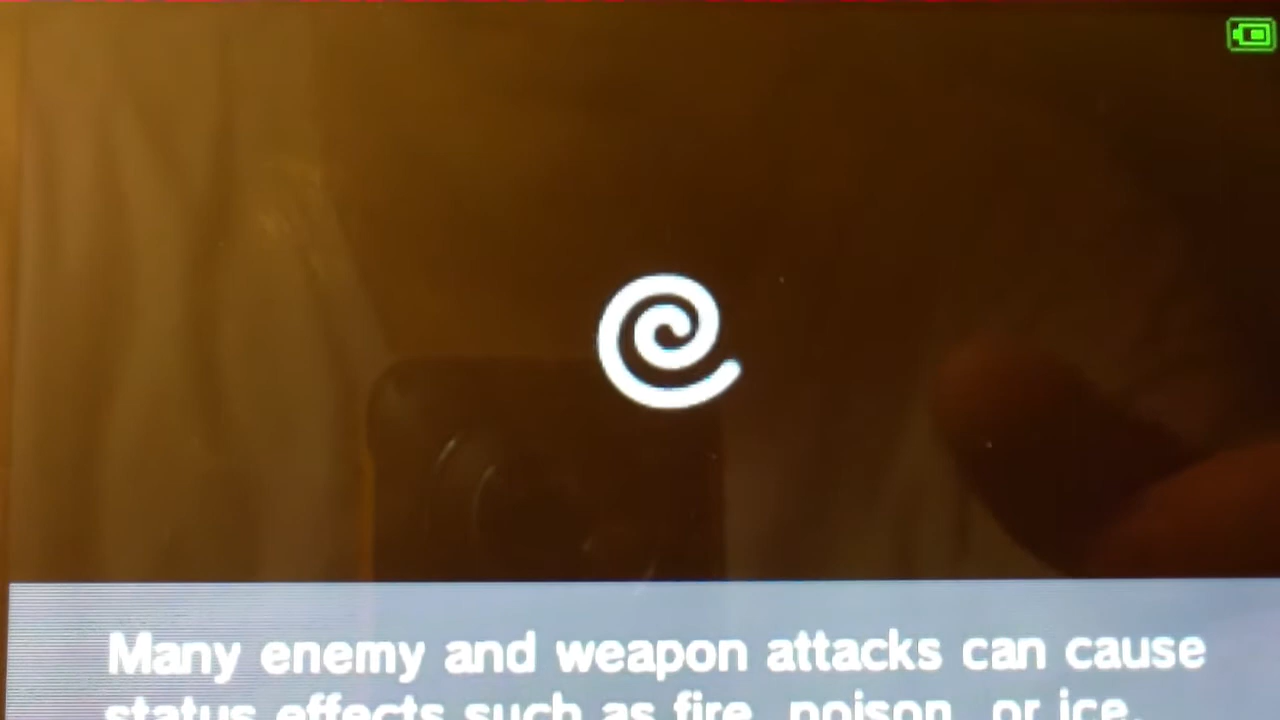 Many enemy and weapon attacks can cause
status effects such as fire, poison, or ice.